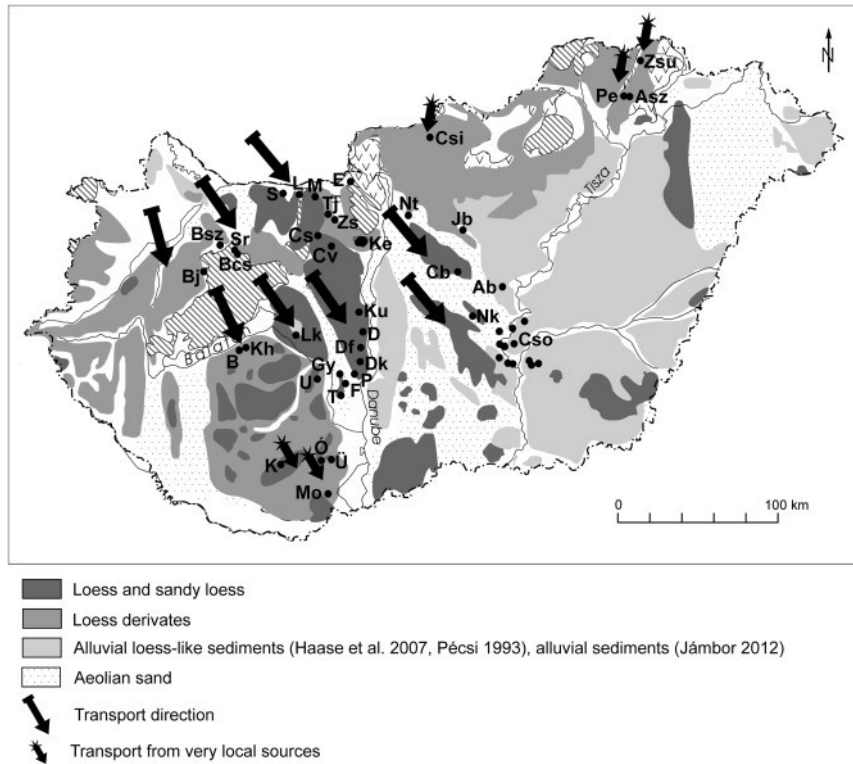 Zsu
N
Pe
Asz
Csi
Tisza
S
L
M
E
Tj
Zs
Nt
Jb
Bsz
Sr
Bcs
Cs
Cv
Ke
Cb
Ab
Bj
Ku
Nk
Lk
D
Cso
Balaton
B
Kh
Df
Gy
Dk
U
P
F
T
Danube
K
Ó
Ü
Mo
0
100 km
Loess and sandy loess
Loess derivates
Alluvial loess-like sediments (Haase et al. 2007, Pécsi 1993), alluvial sediments (Jámbor 2012)
Aeolian sand
Transport direction
Transport from very local sources